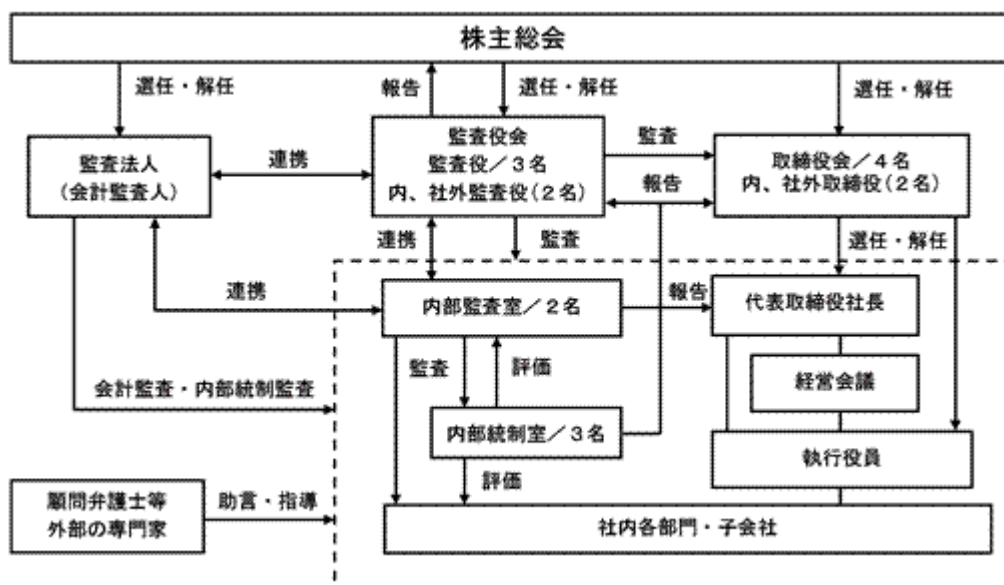 株主総会
選任・解任
報告
選任・解任
選任・解任
監査法人
（会計監査人）
連携
監査役会
監査役／３名
内、社外監査役（２名）
監査
報告
取締役会／４名
内、社外取締役（２名）
連携
監査
選任・解任
連携
内部監査室／２名
報告
代表取締役社長
監査
評価
経営会議
会計監査・内部統制監査
内部統制室／３名
執行役員
評価
顧問弁護士等
外部の専門家
助言・指導
社内各部門・子会社